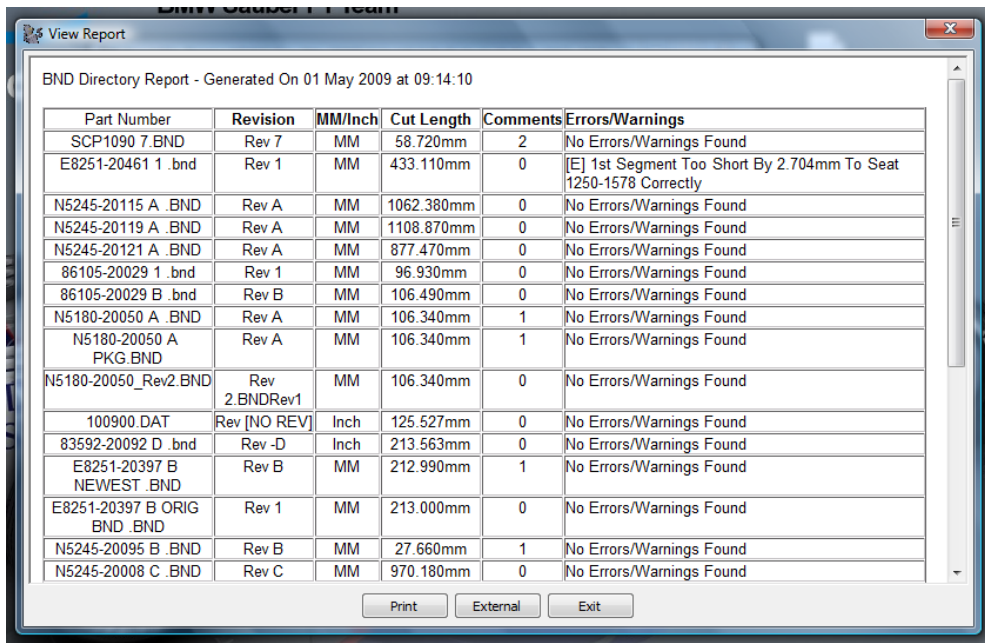 BMW Sauber F1 Team
View Report
BND Directory Report - Generated On 01 May 2009 at 09:14:10
Part Number Revision MM/Inch Cut Length Comments Errors/Warnings
SCP1090 7.BND Rev 7 MM 58.720mm 2 No Errors/Warnings Found
E8251-20461 1 .bnd Rev 1 MM 433.110mm 0 [E] 1st Segment Too Short By 2.704mm To Seat
1250-1578 Correctly
N5245-20115 A .BND Rev A MM 1062.380mm 0 No Errors/Warnings Found
N5245-20119 A .BND Rev A MM 1108.870mm 0 No Errors/Warnings Found
N5245-20121 A .BND Rev A MM 877.470mm 0 No Errors/Warnings Found
86105-20029 1 .bnd Rev 1 MM 96.930mm 0 No Errors/Warnings Found
86105-20029 B .bnd Rev B MM 106.490mm 0 No Errors/Warnings Found
N5180-20050 A .BND Rev A MM 106.340mm 1 No Errors/Warnings Found
N5180-20050 A Rev A MM 106.340mm 1 No Errors/Warnings Found
PKG.BND
N5180-20050_Rev2.BND Rev MM 106.340mm 0 No Errors/Warnings Found
2.BNDRev1
100900.DAT Rev [NO REV] Inch 125.527mm 0 No Errors/Warnings Found
83592-20092 D .bnd Rev -D Inch 213.563mm 0 No Errors/Warnings Found
E8251-20397 B Rev B MM 212.990mm 1 No Errors/Warnings Found
NEWEST .BND
E8251-20397 B ORIG Rev 1 MM 213.000mm 0 No Errors/Warnings Found
BND .BND
N5245-20095 B .BND Rev B MM 27.660mm 1 No Errors/Warnings Found
N5245-20008 C .BND Rev C MM 970.180mm 0 No Errors/Warnings Found
Print External Exit